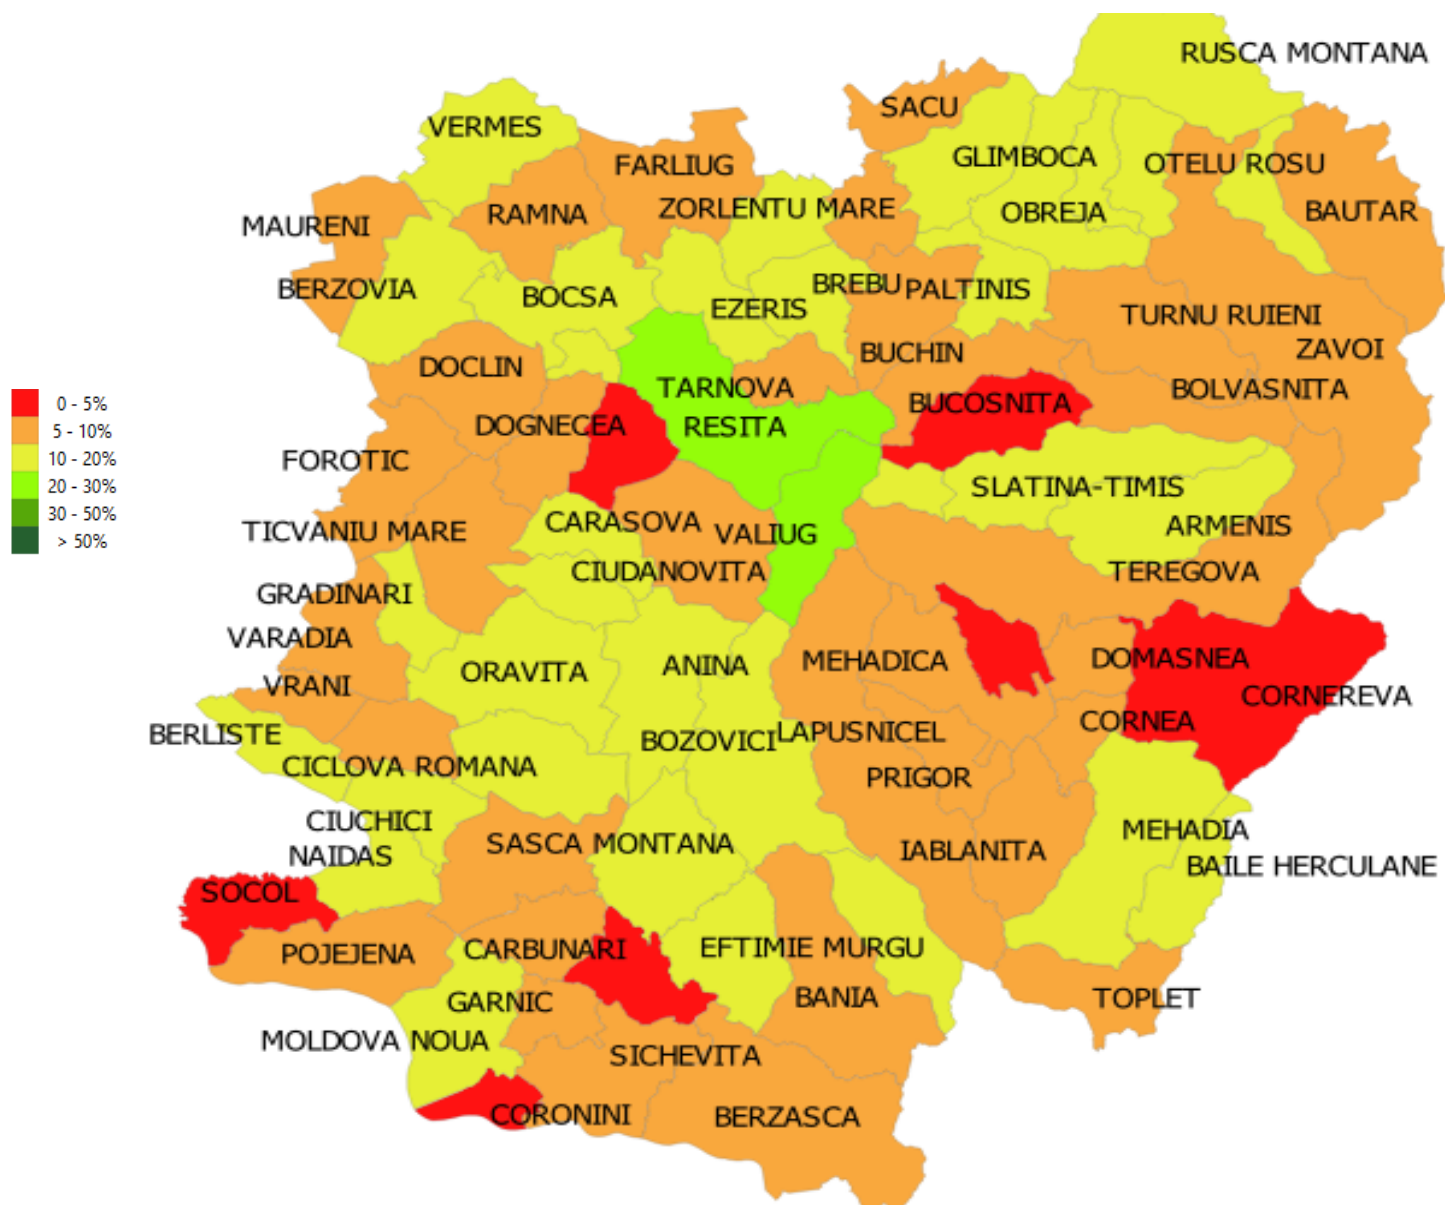 RUSCA MONTANA
SACU
VERMES
GLIMBOCA
OTELU ROSU
FARLIUG
ZORLENTU MARE
RAMNA
OBREJA
BAUTAR
MAURENI
BERZOVIA
BOCSA
EZERIS
BREBU
PALTINIS
TURNU RUIENI
ZAVOI
BUCHIN
DOCLIN
TARNOVA
BOLVASNITA
BUCOSNITA
0 - 5%
5 - 10%
10 - 20%
20 - 30%
30 - 50%
> 50%
DOGNECEA
RESITA
FOROTIC
SLATINA-TIMIS
TICVANIU MARE
CARASOVA
VALIUG
ARMENIS
CIUDANOVITA
TEREGOVA
GRADINARI
VARADIA
ORAVITA
ANINA
MEHADICA
DOMASNEA
VRANI
CORNEREVA
CORNEA
BERLISTE
BOZOVICI
LAPUSNICEL
CICLOVA ROMANA
PRIGOR
CIUCHICI
MEHADIA
NAIDAS
SASCA MONTANA
IABLANITA
BAILE HERCULANE
SOCOL
POJEJENA
CARBUNARI
EFTIMIE MURGU
GARNIC
BANIA
TOPLET
MOLDOVA NOUA
SICHEVITA
CORONINI
BERZASCA